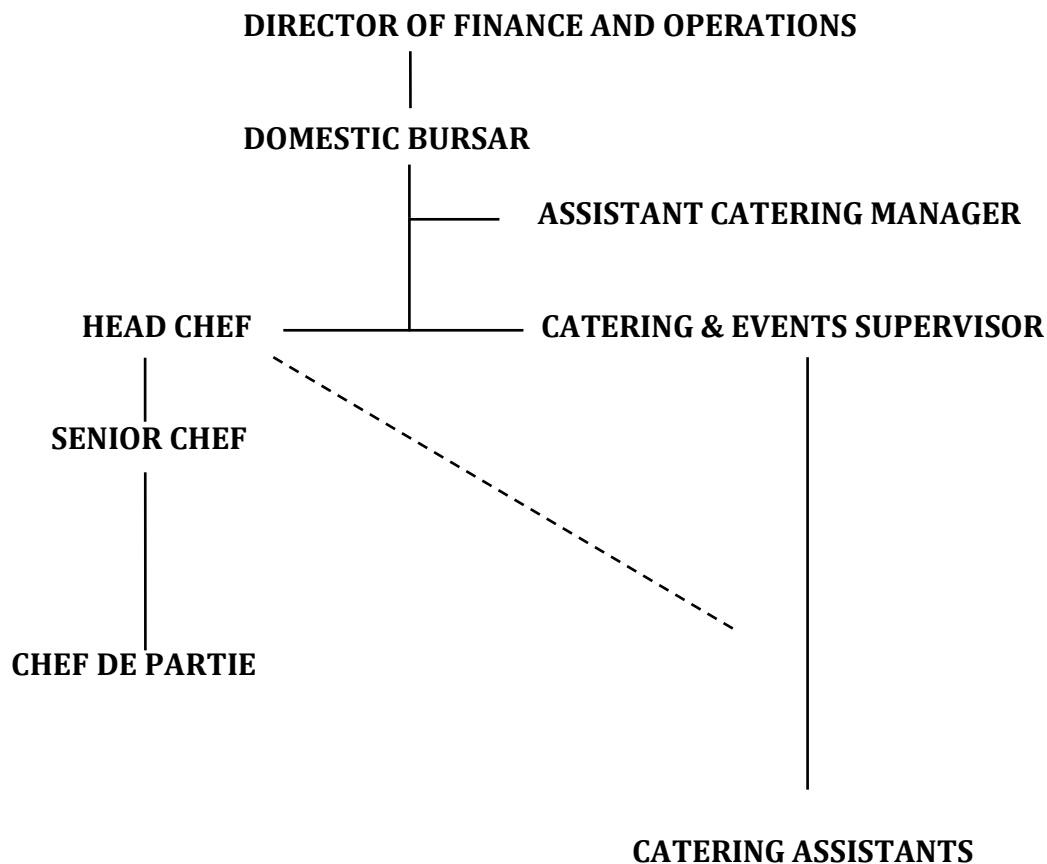 DIRECTOR OF FINANCE AND OPERATIONS
DOMESTIC BURSAR
ASSISTANT CATERING MANAGER
HEAD CHEF
CATERING & EVENTS SUPERVISOR
SENIOR CHEF
CHEF DE PARTIE
CATERING ASSISTANTS